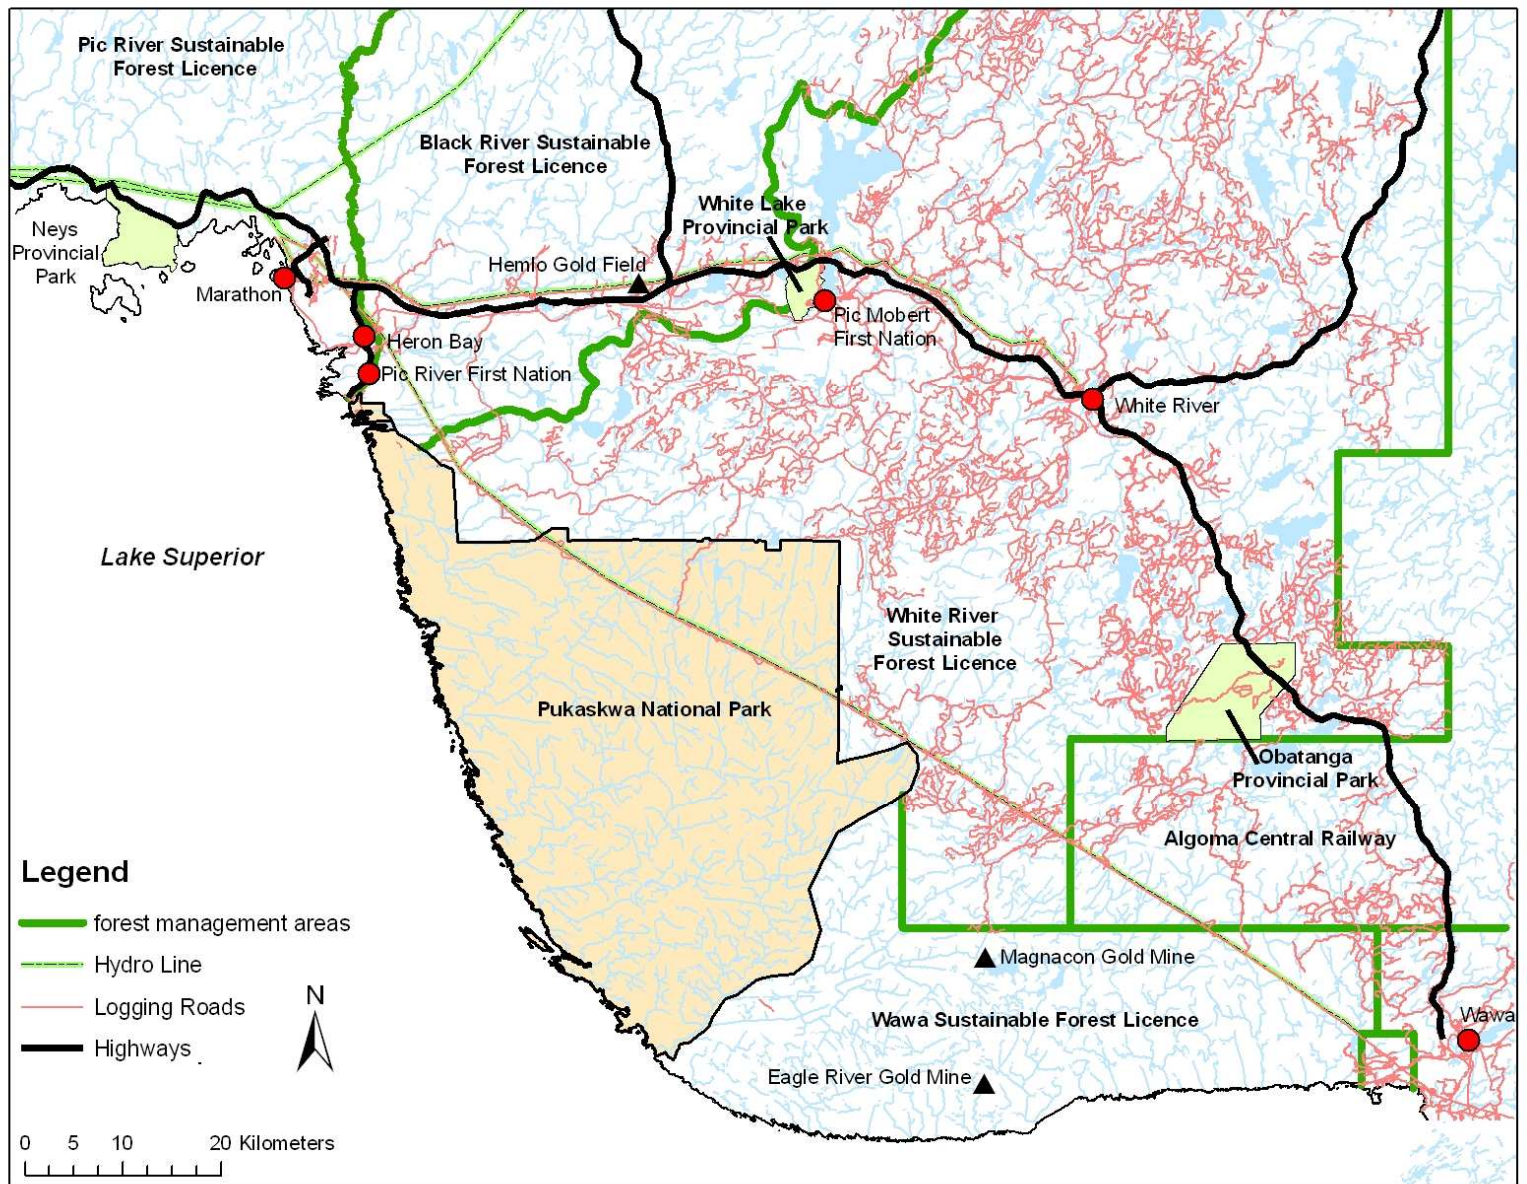 Pic River Sustainable
Forest Licence
Black River Sustainable
Forest Licence
White Lake
Provincial Park
Neys
Provincial
Park
Hemlo Gold Field
Marathon
Pic Mobert
First Nation
Heron Bay
Pic River First Nation
White River
Lake Superior
White River
Sustainable
Forest Licence
Pukaskwa National Park
Obatanga
Provincial Park
Algoma Central Railway
Legend
forest management areas
Hydro Line
Logging Roads
Highways
N
Magnacon Gold Mine
Wawa Sustainable Forest Licence
Wawa
Eagle River Gold Mine
0 5 10 20 Kilometers